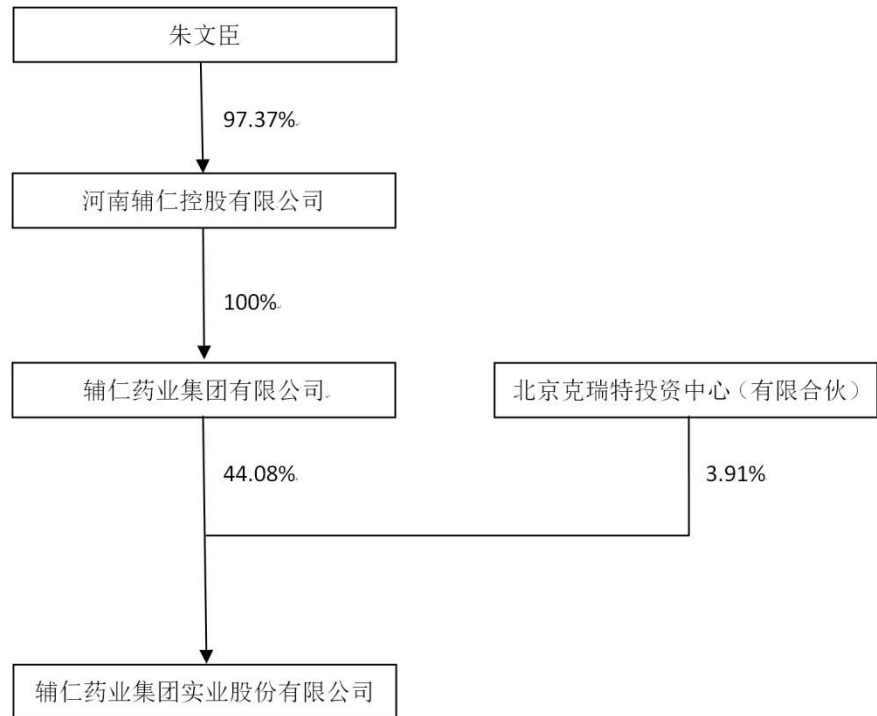 朱文臣
97.37%
河南辅仁控股有限公司
100%
辅仁药业集团有限公司
北京克瑞特投资中心（有限合伙）
44.08%
3.91%
辅仁药业集团实业股份有限公司